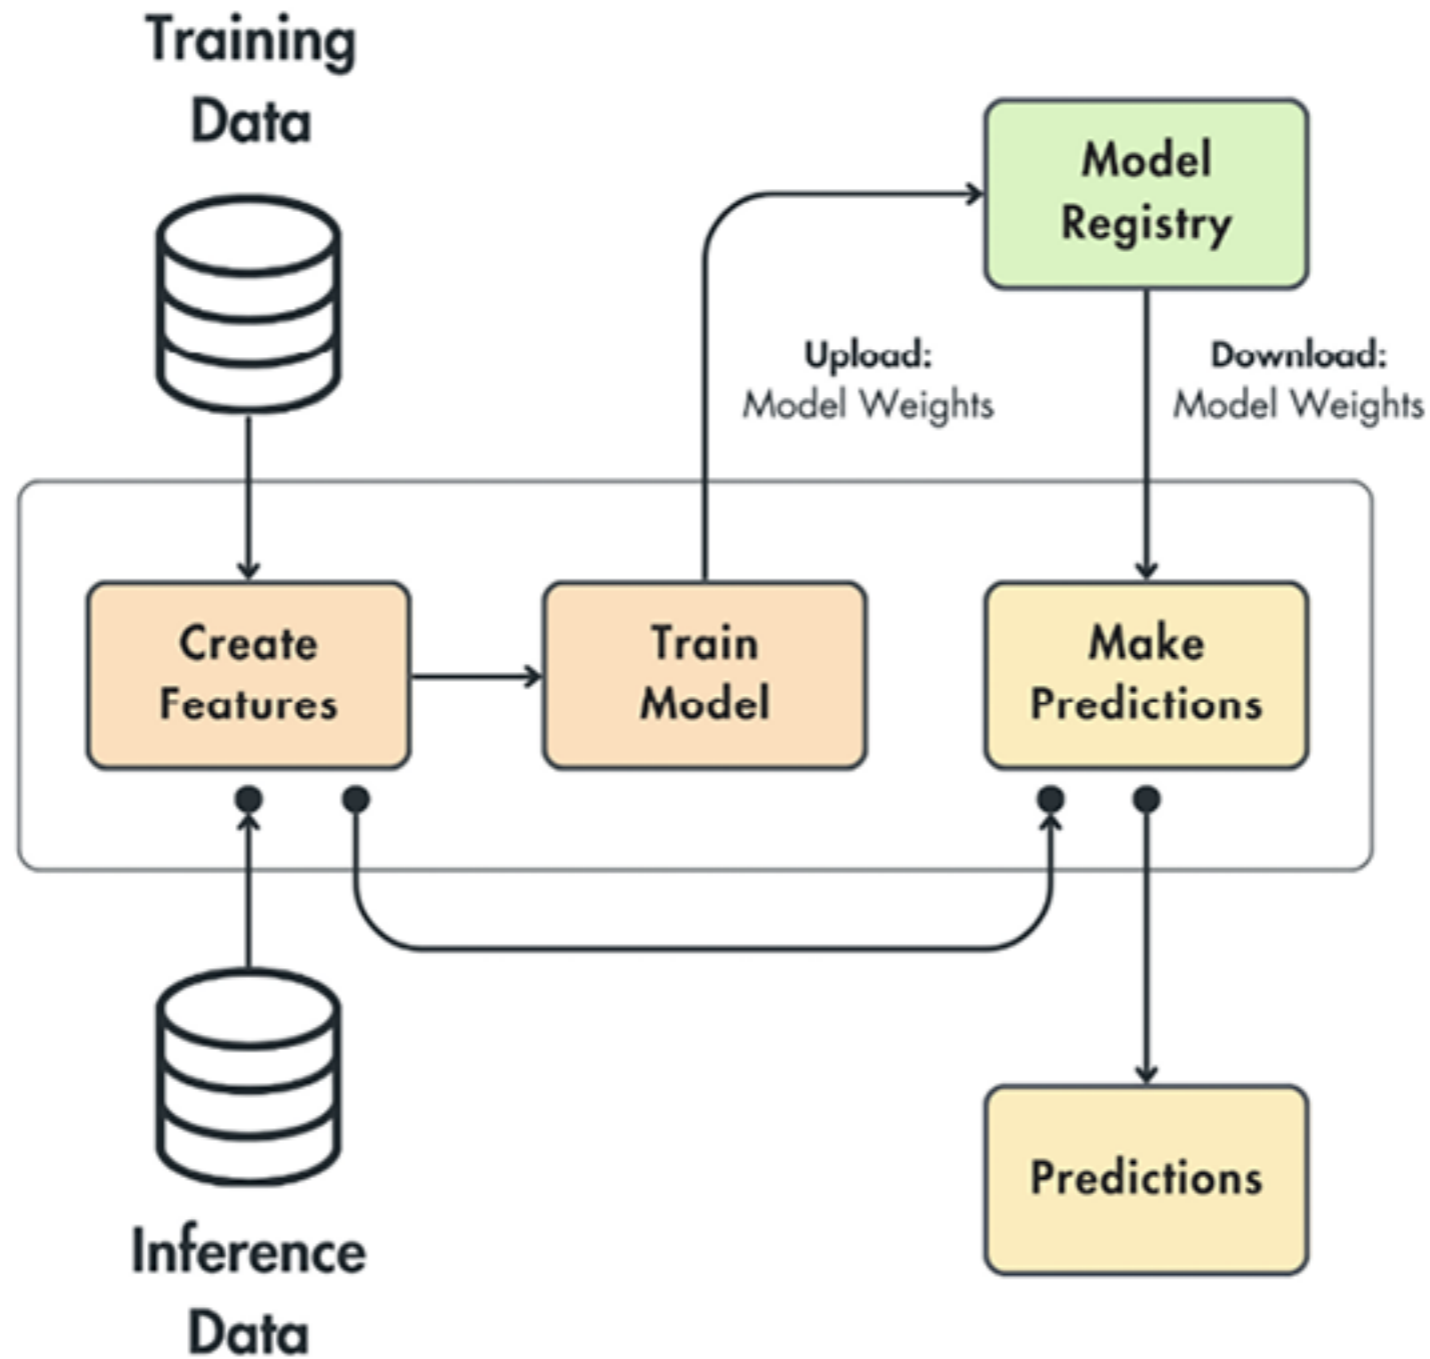 Training
Data
Model
Registry
Upload:
Model Weights
Download:
Model Weights
Create
Features
Train
Model
Make
Predictions
Predictions
Inference
Data